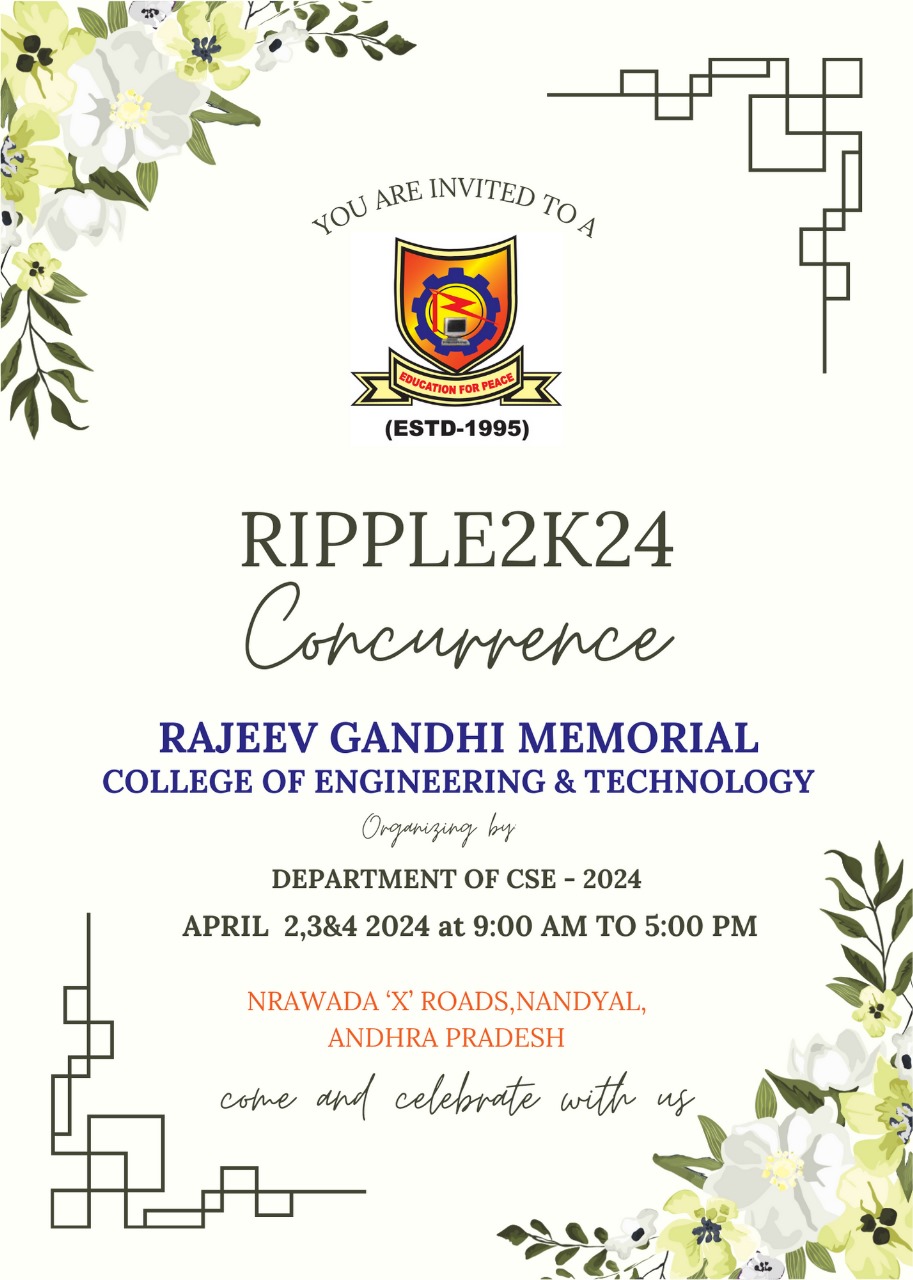 YOU ARE INVITED TO A
EDUCATION FOR PEACE
(ESTD-1995)
RIPPLE2K24
Concurrence
RAJEEV GANDHI MEMORIAL
COLLEGE OF ENGINEERING & TECHNOLOGY
Organizing by:
DEPARTMENT OF CSE - 2024
APRIL 2,3&4 2024 at 9:00 AM TO 5:00 PM
NRAWADA ‘X’ ROADS,NANDYAL,
ANDHRA PRADESH
come and celebrate with us